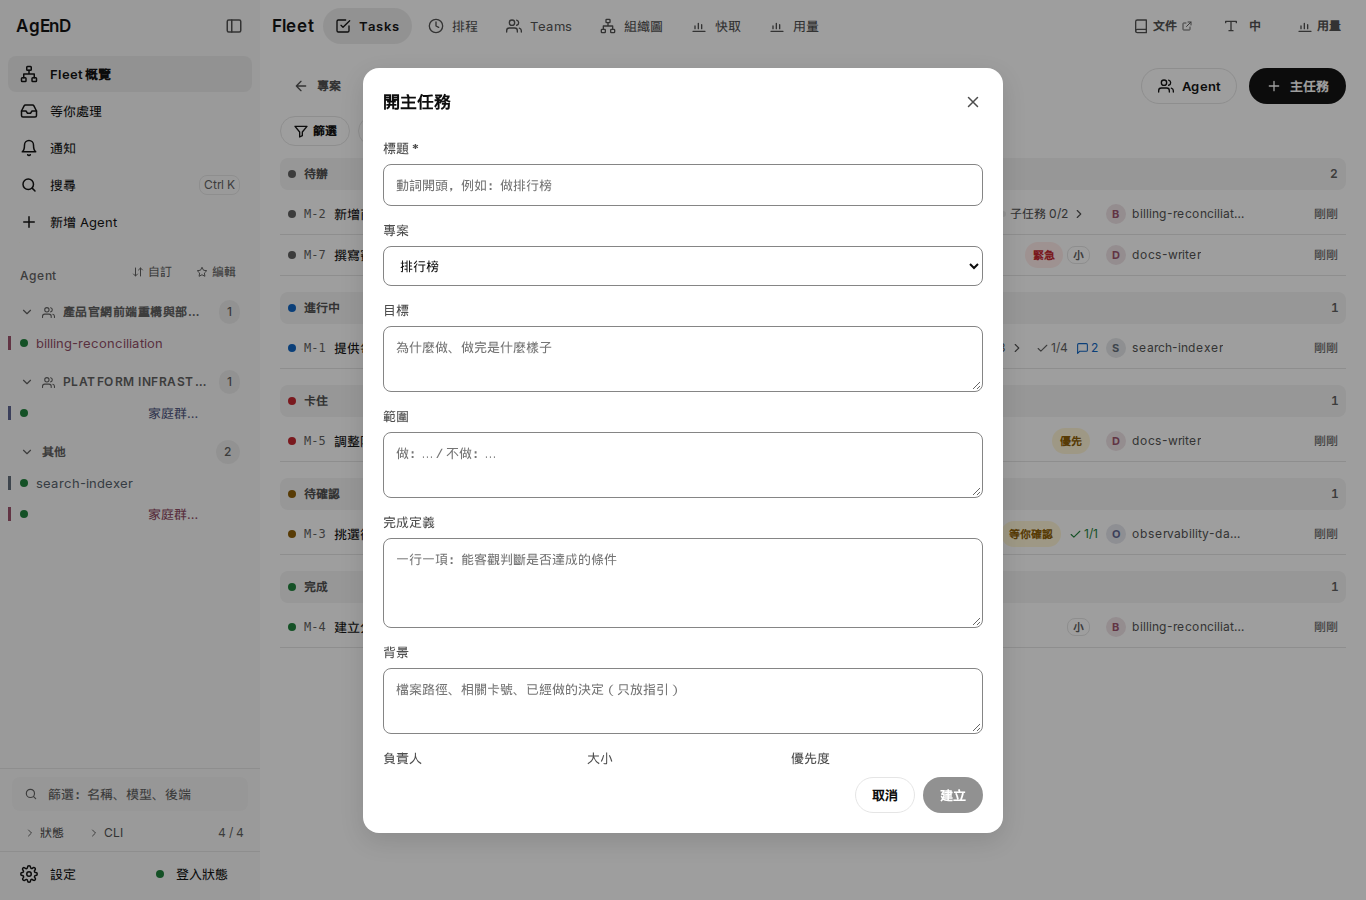 AgEnD
Fleet 概覽
等你處理
通知
搜尋 Ctrl K
新增 Agent
Agent 自訂 編輯
產品官網前端重構與部... 1
billing-reconciliation
PLATFORM INFRAST... 1
家庭群...
其他 2
search-indexer
家庭群...
篩選：名稱、模型、後端
狀態 CLI 4 / 4
設定 登入狀態
Fleet Tasks 排程 Teams 組織圖 快取 用量 文件 中 用量
專案 Agent 主任務
篩選
待辦 2
M-2 新增 子任務 0/2 billing-reconciliat... 剛剛
M-7 撰寫 緊急 小 D docs-writer 剛剛
進行中 1
M-1 提供 1/4 2 S search-indexer 剛剛
卡住 1
M-5 調整 優先 D docs-writer 剛剛
待確認 1
M-3 挑選 等你確認 1/1 O observability-da... 剛剛
完成 1
M-4 建立 小 B billing-reconciliat... 剛剛
開主任務
標題 *
動詞開頭，例如：做排行榜
專案
排行榜
目標
為什麼做、做完是什麼樣子
範圍
做：… / 不做：…
完成定義
一行一項：能客觀判斷是否達成的條件
背景
檔案路徑、相關卡號、已經做的決定（只放指引）
負責人 大小 優先度
取消 建立